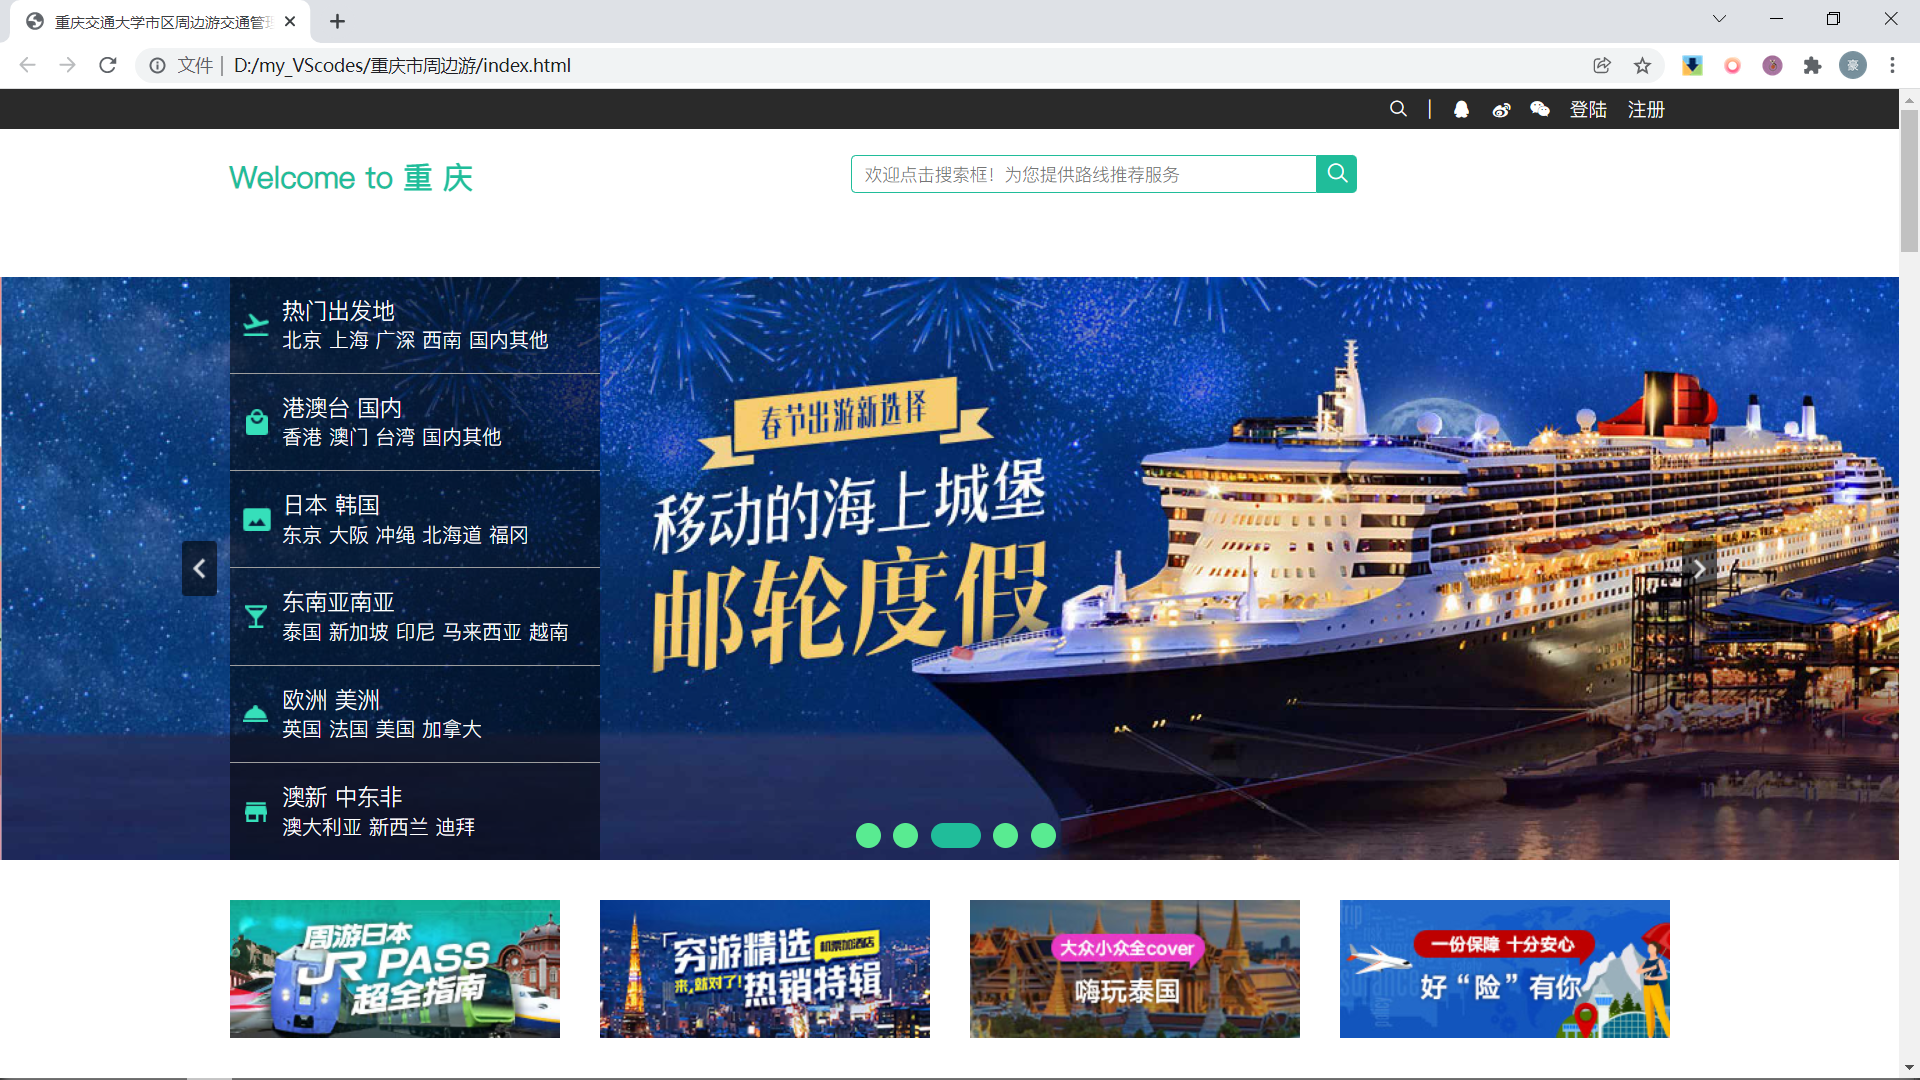 重庆交通大学市区周边游交通管理
文件 | D:/my_VScodes/重庆市周边游/index.html
豪
登陆 注册
Welcome to 重 庆
欢迎点击搜索框！为您提供路线推荐服务
热门出发地
北京 上海 广深 西南 国内其他
港澳台 国内
香港 澳门 台湾 国内其他
日本 韩国
东京 大阪 冲绳 北海道 福冈
东南亚南亚
泰国 新加坡 印尼 马来西亚 越南
欧洲 美洲
英国 法国 美国 加拿大
澳新 中东非
澳大利亚 新西兰 迪拜
春节出游新选择
移动的海上城堡
邮轮度假
周游日本
JR PASS
超全指南
「穷游精选 机票加酒店
来,就对了! 热销特辑」
大众小众全cover
嗨玩泰国
一份保障 十分安心
好“险”有你